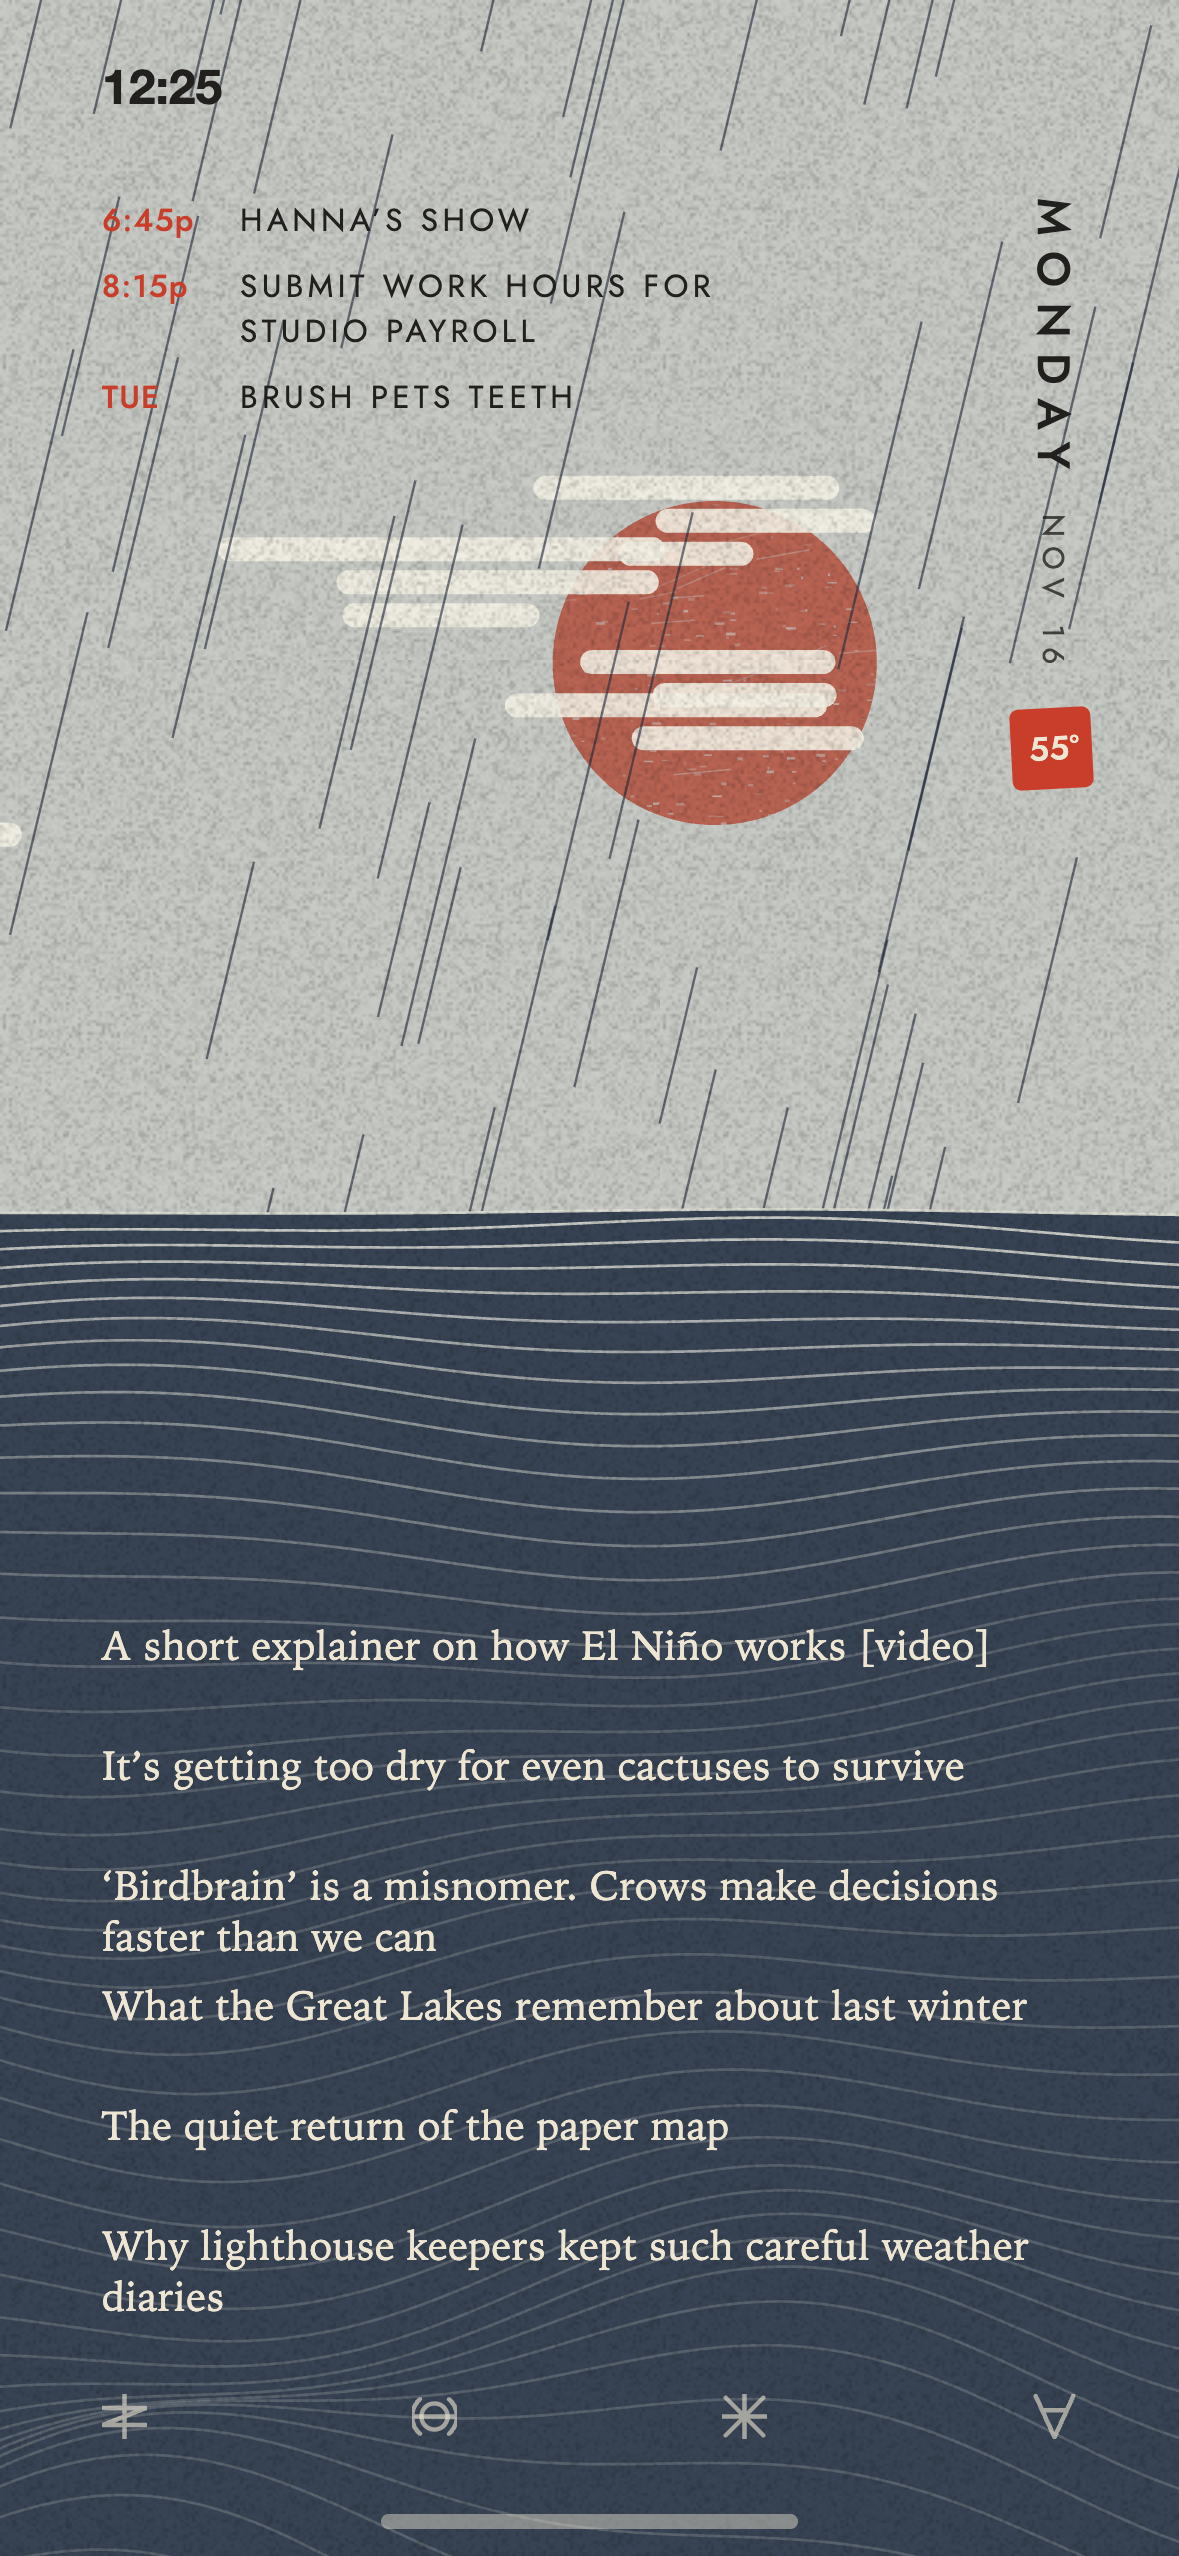 12:25
6:45p HANNA’S SHOW
8:15p SUBMIT WORK HOURS FOR
STUDIO PAYROLL
TUE BRUSH PETS TEETH
MONDAY NOV 16
55°
A short explainer on how El Niño works [video]
It’s getting too dry for even cactuses to survive
‘Birdbrain’ is a misnomer. Crows make decisions
faster than we can
What the Great Lakes remember about last winter
The quiet return of the paper map
Why lighthouse keepers kept such careful weather
diaries